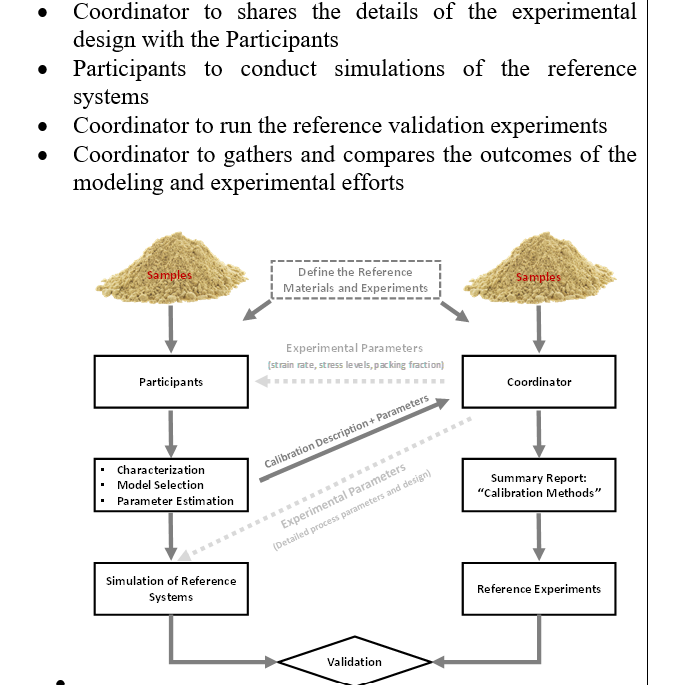 • Coordinator to shares the details of the experimental
design with the Participants
• Participants to conduct simulations of the reference
systems
• Coordinator to run the reference validation experiments
• Coordinator to gathers and compares the outcomes of the
modeling and experimental efforts
Samples
Define the Reference
Materials and Experiments
Samples
Experimental Parameters
(strain rate, stress levels, packing fraction)
Participants
Coordinator
Calibration Description + Parameters
• Characterization
• Model Selection
• Parameter Estimation
Experimental Parameters
(Detailed process parameters and design)
Summary Report:
“Calibration Methods”
Simulation of Reference
Systems
Reference Experiments
Validation